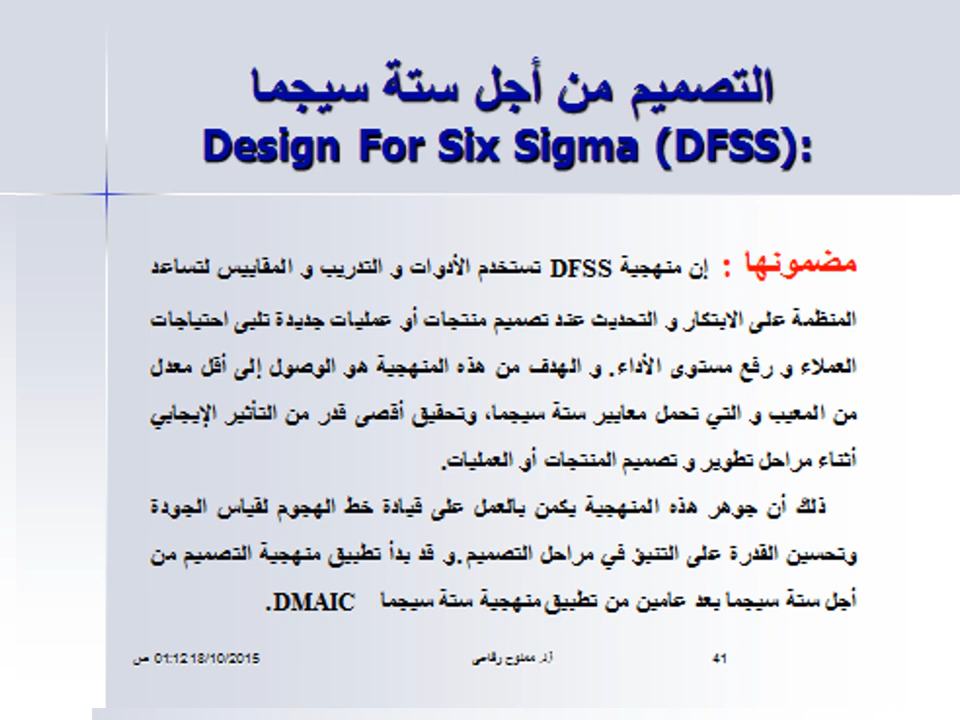 التصميم من أجل ستة سيجما
Design For Six Sigma (DFSS):
مضمونها : إن منهجية DFSS تستخدم الأدوات و التدريب و المقاييس لتساعد
المنظمة على الابتكار و التحديث عند تصميم منتجات أو عمليات جديدة تلبى احتياجات
العملاء و رفع مستوى الأداء. و الهدف من هذه المنهجية هو الوصول إلى أقل معدل
من المعيب و التي تحمل معايير ستة سيجما، وتحقيق أقصى قدر من التأثير الإيجابي
أثناء مراحل تطوير و تصميم المنتجات أو العمليات.
ذلك أن جوهر هذه المنهجية يكمن بالعمل على قيادة خط الهجوم لقياس الجودة
وتحسين القدرة على التنبؤ في مراحل التصميم.و قد بدأ تطبيق منهجية التصميم من
أجل ستة سيجما بعد عامين من تطبيق منهجية ستة سيجما DMAIC.
41 أ.د. ممدوح رفاعى 18/10/2015 01:12 ص